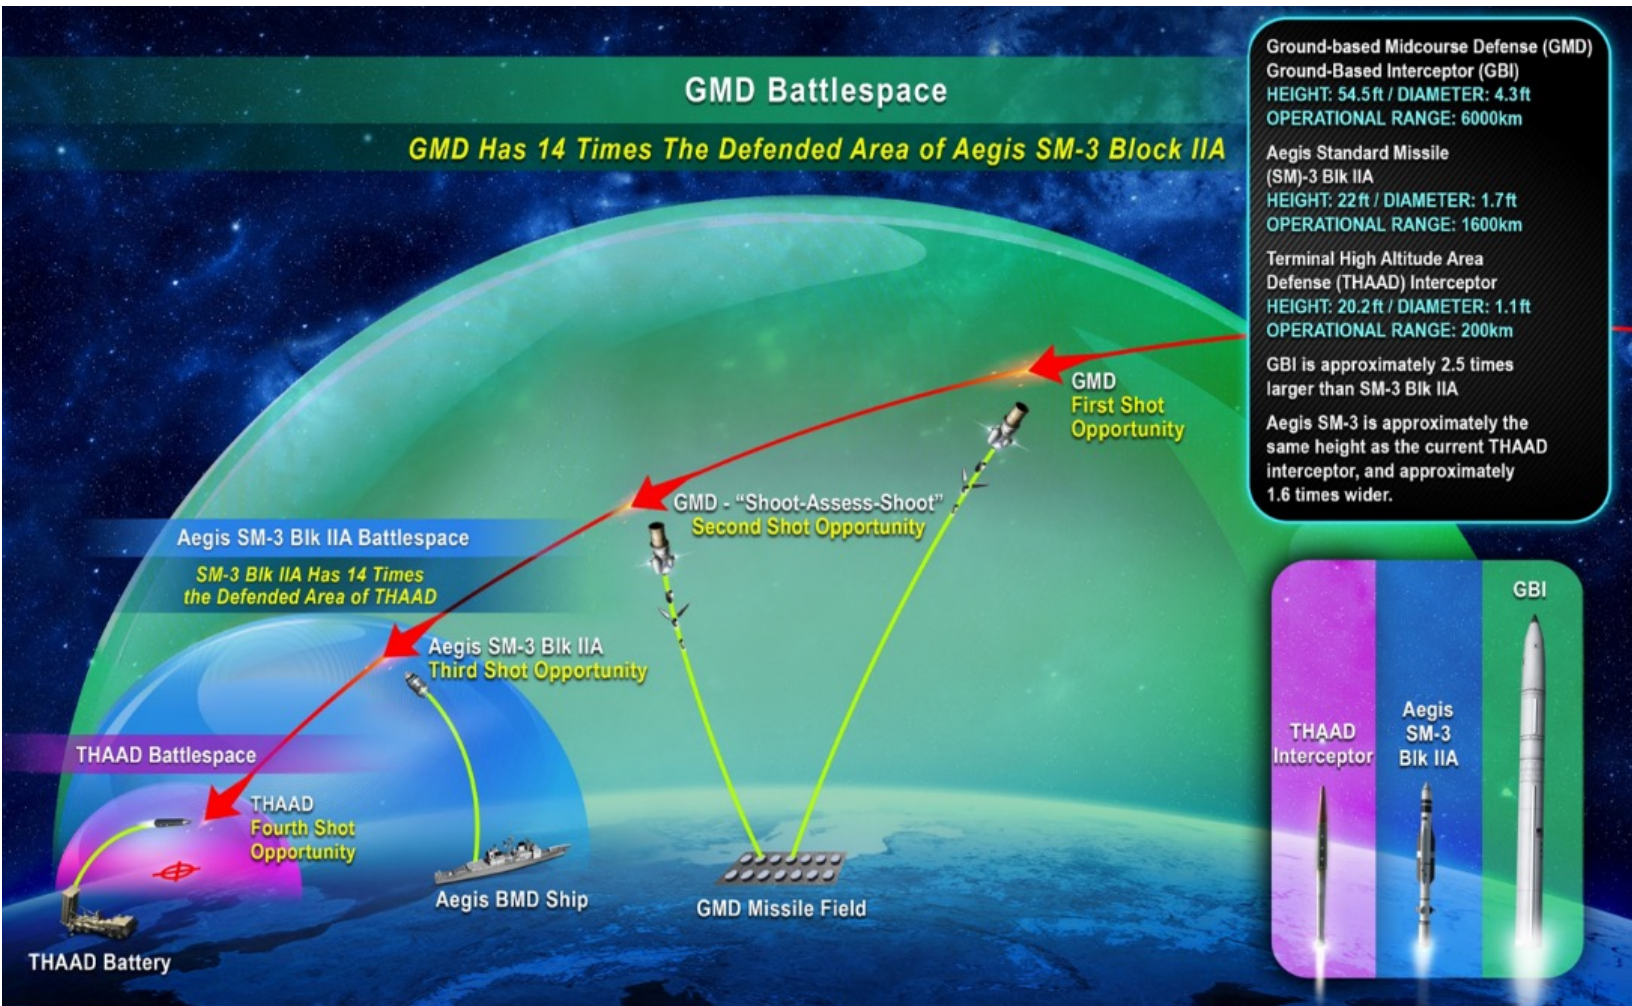 GMD Battlespace
GMD Has 14 Times The Defended Area of Aegis SM-3 Block IIA
Ground-based Midcourse Defense (GMD)
Ground-Based Interceptor (GBI)
HEIGHT: 54.5ft / DIAMETER: 4.3ft
OPERATIONAL RANGE: 6000km
Aegis Standard Missile
(SM)-3 Blk IIA
HEIGHT: 22ft / DIAMETER: 1.7ft
OPERATIONAL RANGE: 1600km
Terminal High Altitude Area
Defense (THAAD) Interceptor
HEIGHT: 20.2ft / DIAMETER: 1.1ft
OPERATIONAL RANGE: 200km
GBI is approximately 2.5 times
larger than SM-3 Blk IIA
Aegis SM-3 is approximately the
same height as the current THAAD
interceptor, and approximately
1.6 times wider.
GMD
First Shot
Opportunity
GMD - “Shoot-Assess-Shoot”
Second Shot Opportunity
Aegis SM-3 Blk IIA Battlespace
SM-3 Blk IIA Has 14 Times
the Defended Area of THAAD
Aegis SM-3 Blk IIA
Third Shot Opportunity
THAAD Battlespace
THAAD
Fourth Shot
Opportunity
THAAD Battery
Aegis BMD Ship
GMD Missile Field
THAAD
Interceptor
Aegis
SM-3
Blk IIA
GBI